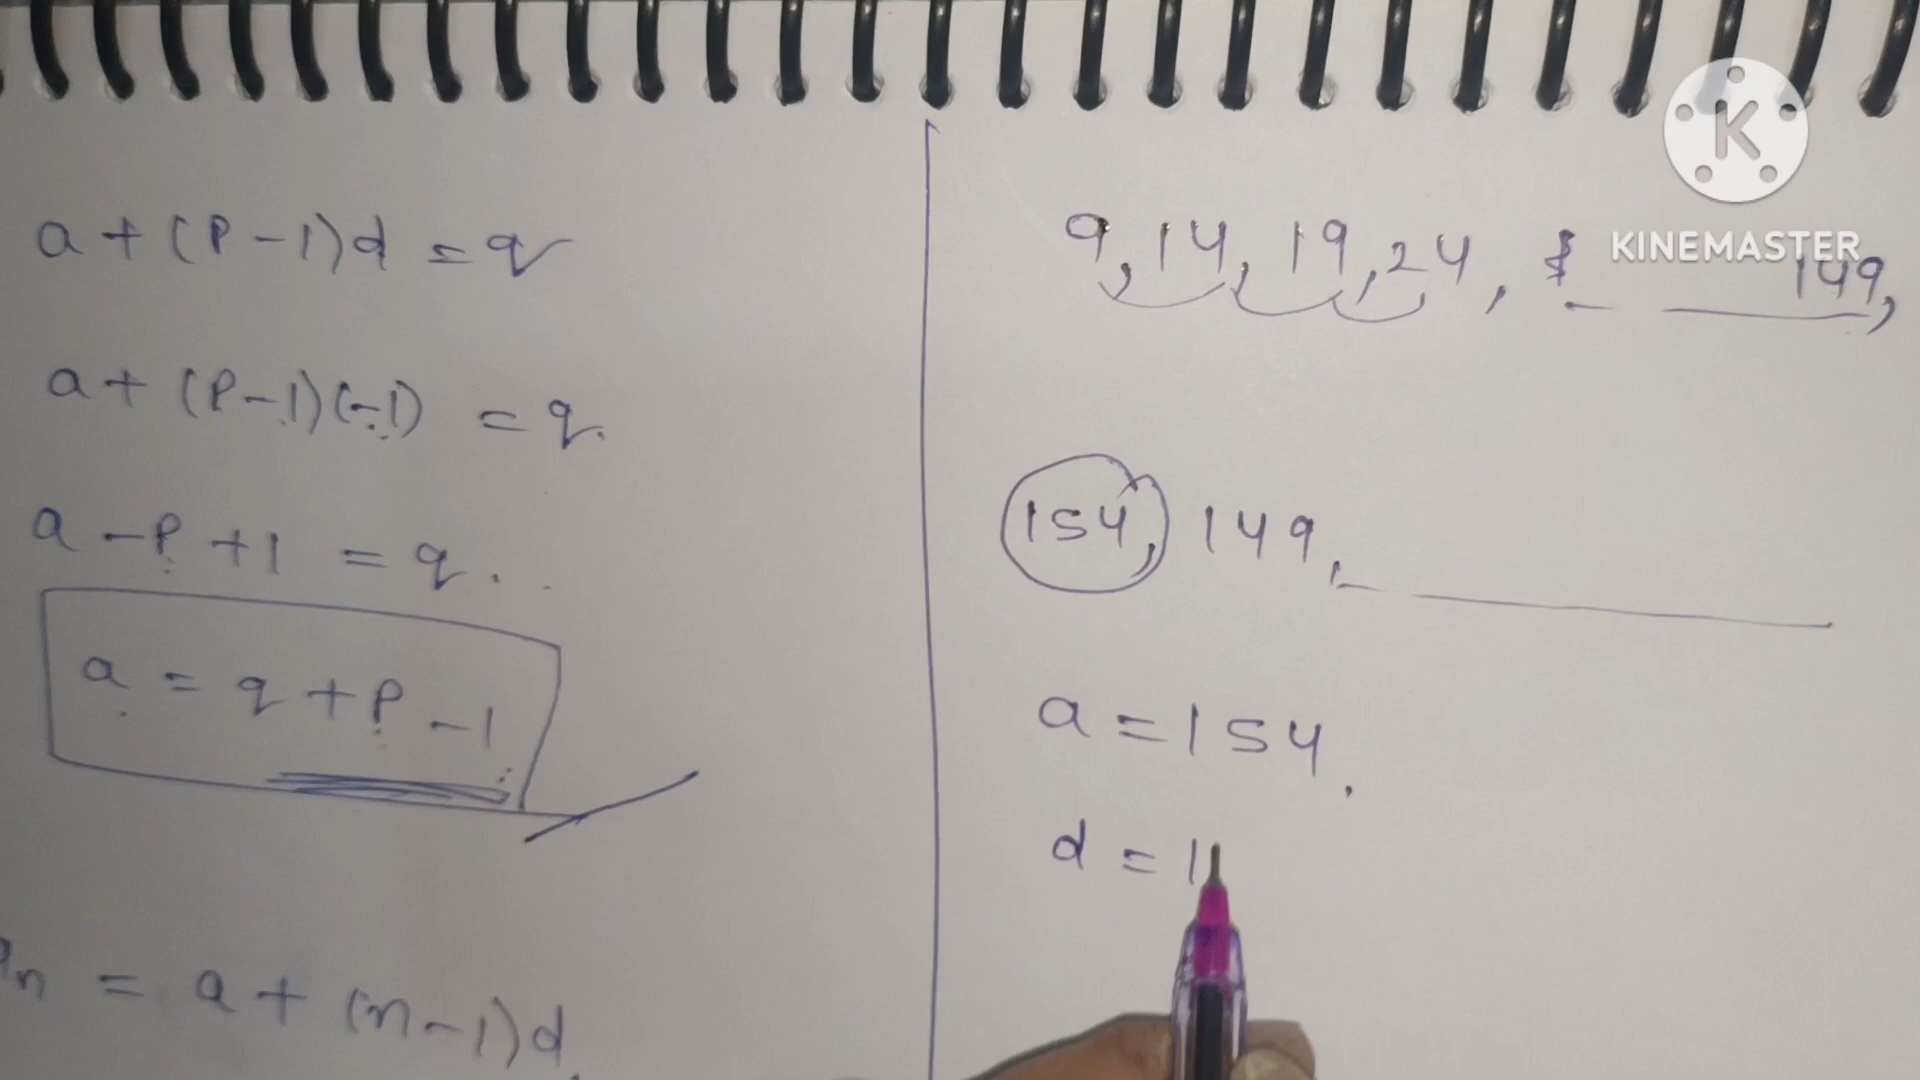 a + (P - 1)d = q
a + (P - 1)(-1) = q.
a - P + 1 = q.
a = q + P - 1
an = a + (n - 1)d
9, 14, 19, 24, 149,
154, 149,
a = 154.
d = 1
K
KINEMASTER